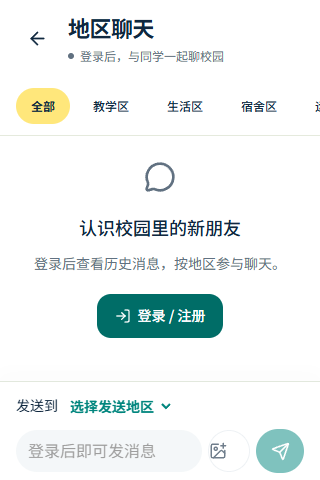 地区聊天
登录后，与同学一起聊校园
全部 教学区 生活区 宿舍区
认识校园里的新朋友
登录后查看历史消息，按地区参与聊天。
登录 / 注册
发送到 选择发送地区
登录后即可发消息